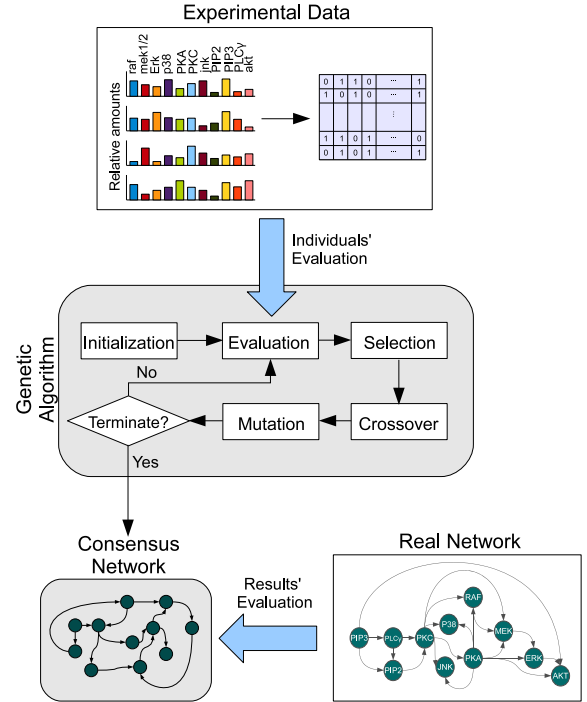 Experimental Data
Relative amounts
raf
mek1/2
Erk
p38
PKA
PKC
jnk
PIP2
PIP3
PLCγ
akt
0 1 1 0 ... 1
1 0 1 0 ... 1
⋮
1 1 0 1 ... 0
0 1 0 1 ... 1
Individuals'
Evaluation
Genetic
Algorithm
Initialization
Evaluation
Selection
No
Terminate?
Mutation
Crossover
Yes
Consensus
Network
Results'
Evaluation
Real Network
RAF
P38
MEK
PIP3
PLCγ
PKC
PKA
ERK
PIP2
JNK
AKT